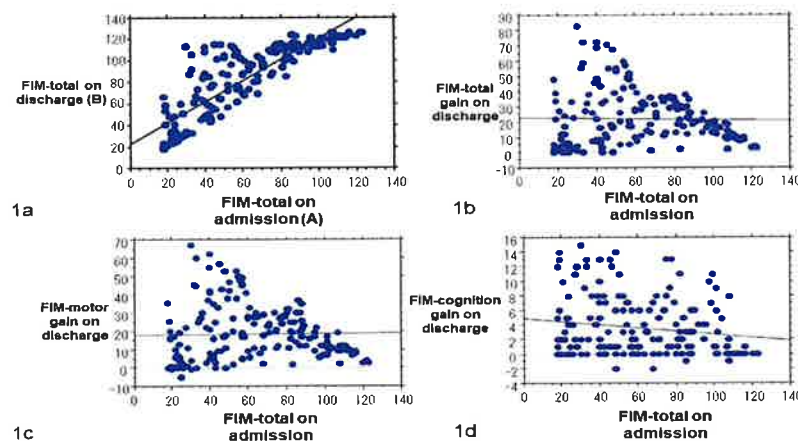 140
120
100
80
60
40
20
0
FIM-total on
discharge (B)
0 20 40 60 80 100 120 140
FIM-total on
admission (A)
1a
90
80
70
60
50
40
30
20
10
0
-10
FIM-total
gain on
discharge
0 20 40 60 80 100 120 140
FIM-total on
admission
1b
70
60
50
40
30
20
10
0
-10
FIM-motor
gain on
discharge
0 20 40 60 80 100 120 140
FIM-total on
admission
1c
16
14
12
10
8
6
4
2
0
-2
-4
FIM-cognition
gain on
discharge
0 20 40 60 80 100 120 140
FIM-total on
admission
1d